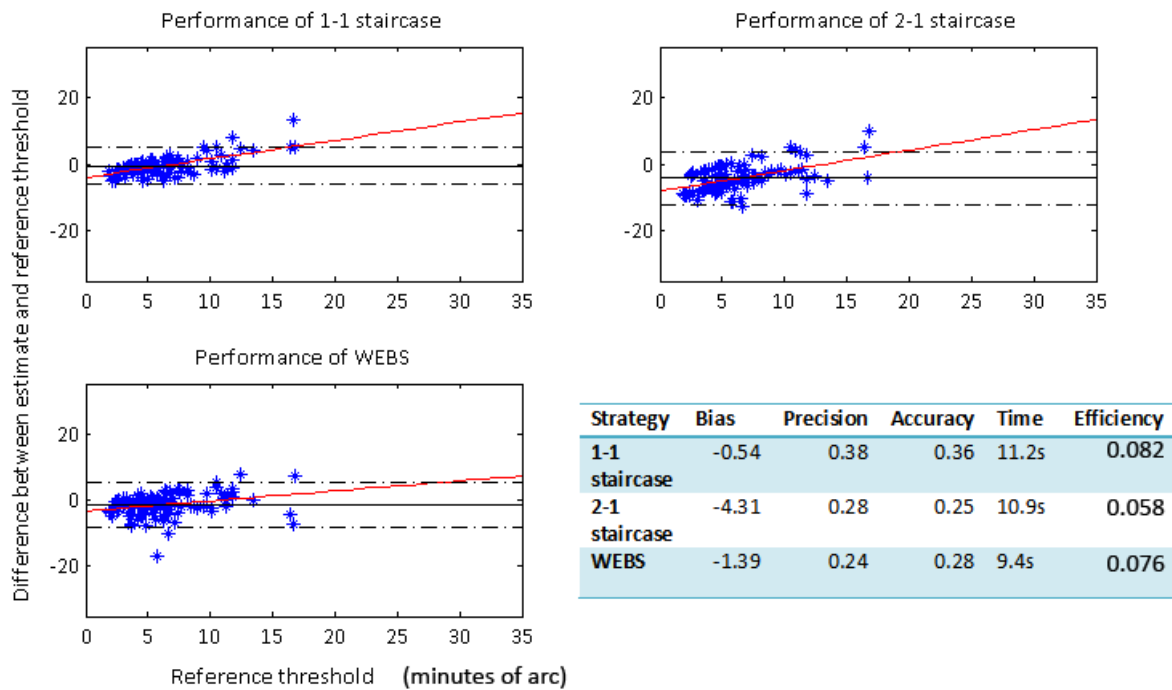 Performance of 1-1 staircase
20
0
-20
0 5 10 15 20 25 30 35
Performance of 2-1 staircase
20
0
-20
0 5 10 15 20 25 30 35
Difference between estimate and reference threshold
Performance of WEBS
20
0
-20
0 5 10 15 20 25 30 35
Reference threshold (minutes of arc)
Strategy Bias Precision Accuracy Time Efficiency
1-1 -0.54 0.38 0.36 11.2s 0.082
staircase
2-1 -4.31 0.28 0.25 10.9s 0.058
staircase
WEBS -1.39 0.24 0.28 9.4s 0.076